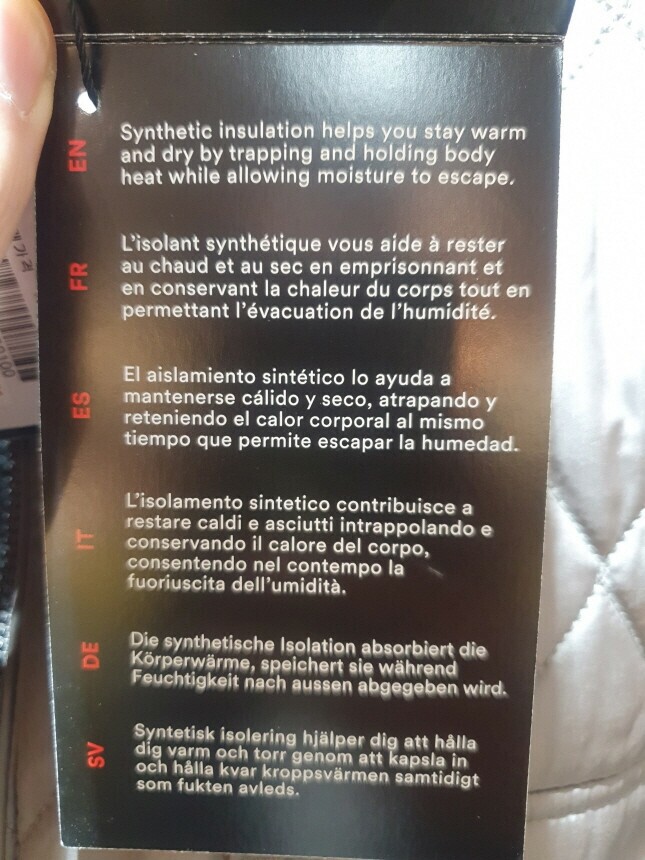 EN
Synthetic insulation helps you stay warm
and dry by trapping and holding body
heat while allowing moisture to escape.
FR
L'isolant synthétique vous aide à rester
au chaud et au sec en emprisonnant et
en conservant la chaleur du corps tout en
permettant l'évacuation de l'humidité.
ES
El aislamiento sintético lo ayuda a
mantenerse cálido y seco, atrapando y
reteniendo el calor corporal al mismo
tiempo que permite escapar la humedad.
IT
L'isolamento sintetico contribuisce a
restare caldi e asciutti intrappolando e
conservando il calore del corpo,
consentendo nel contempo la
fuoriuscita dell'umidità.
DE
Die synthetische Isolation absorbiert die
Körperwärme, speichert sie während
Feuchtigkeit nach aussen abgegeben wird.
SV
Syntetisk isolering hjälper dig att hålla
dig varm och torr genom att kapsla in
och hålla kvar kroppsvärmen samtidigt
som fukten avleds.